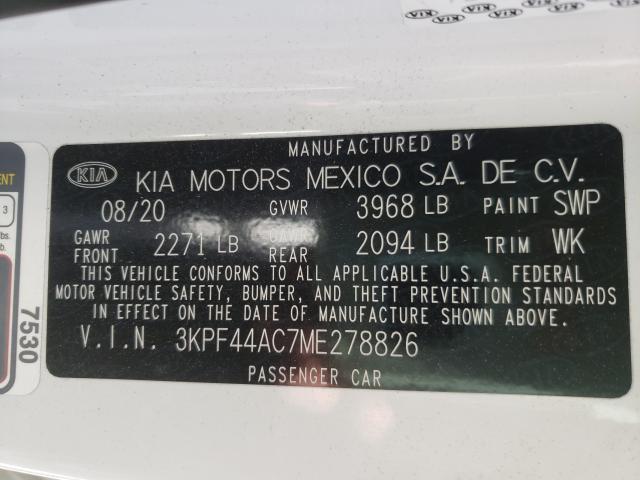 MANUFACTURED BY
KIA KIA MOTORS MEXICO S.A. DE C.V.
08/20 GVWR 3968 LB PAINT SWP
GAWR FRONT 2271 LB GAWR REAR 2094 LB TRIM WK
THIS VEHICLE CONFORMS TO ALL APPLICABLE U.S.A. FEDERAL
MOTOR VEHICLE SAFETY, BUMPER, AND THEFT PREVENTION STANDARDS
IN EFFECT ON THE DATE OF MANUFACTURE SHOWN ABOVE.
V.I.N. 3KPF44AC7ME278826
PASSENGER CAR
7530
3